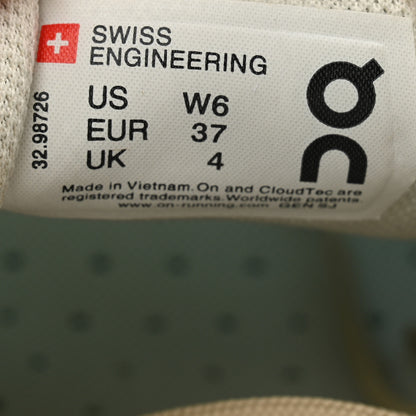 SWISS
ENGINEERING
US W6
EUR 37
UK 4
32.98726
Made in Vietnam. On and CloudTec are
registered trademarks. Worldwide patents.
www.on-running.com GEN SJ
On